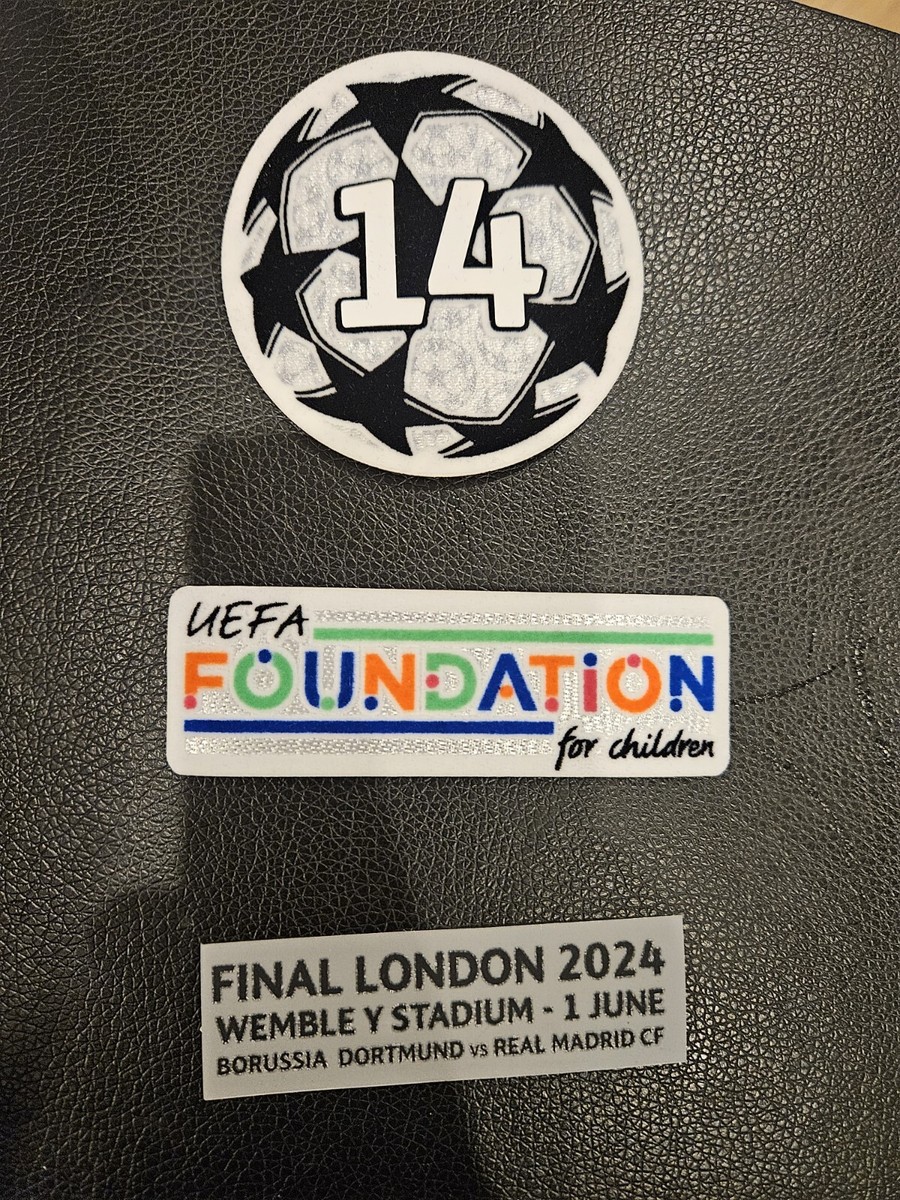 14
UEFA
FOUNDATION
for children
FINAL LONDON 2024
WEMBLE Y STADIUM - 1 JUNE
BORUSSIA DORTMUND vs REAL MADRID CF